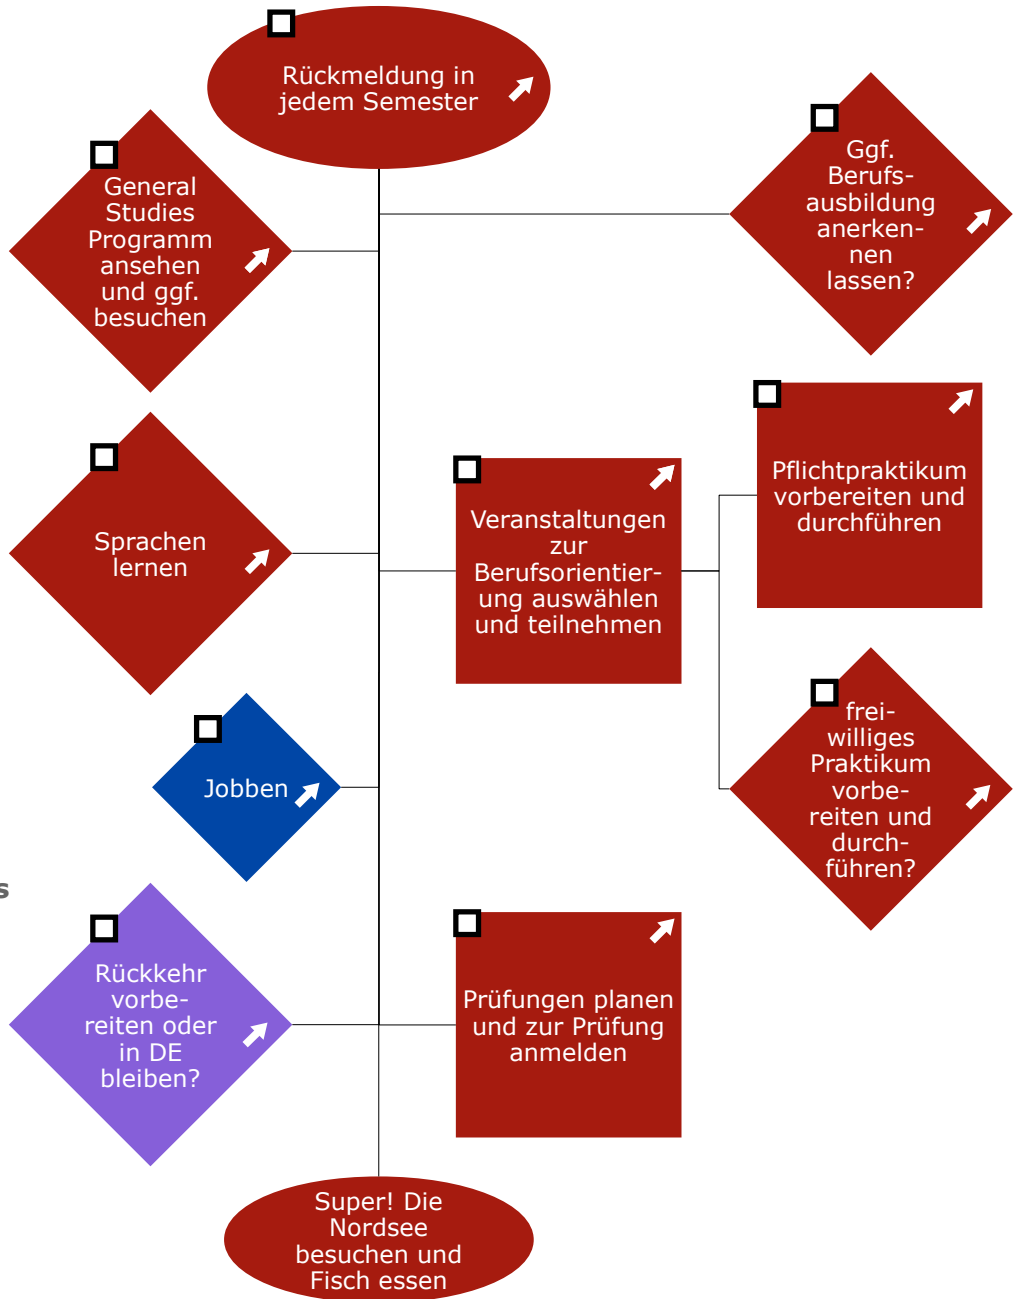 Rückmeldung in
jedem Semester
General
Studies
Programm
ansehen
und ggf.
besuchen
Ggf.
Berufs-
ausbildung
anerken-
nen
lassen?
Sprachen
lernen
Veranstaltungen
zur
Berufsorientier-
ung auswählen
und teilnehmen
Pflichtpraktikum
vorbereiten und
durchführen
Jobben
frei-
williges
Praktikum
vorbe-
reiten und
durch-
führen?
s
Rückkehr
vorbe-
reiten oder
in DE
bleiben?
Prüfungen planen
und zur Prüfung
anmelden
Super! Die
Nordsee
besuchen und
Fisch essen